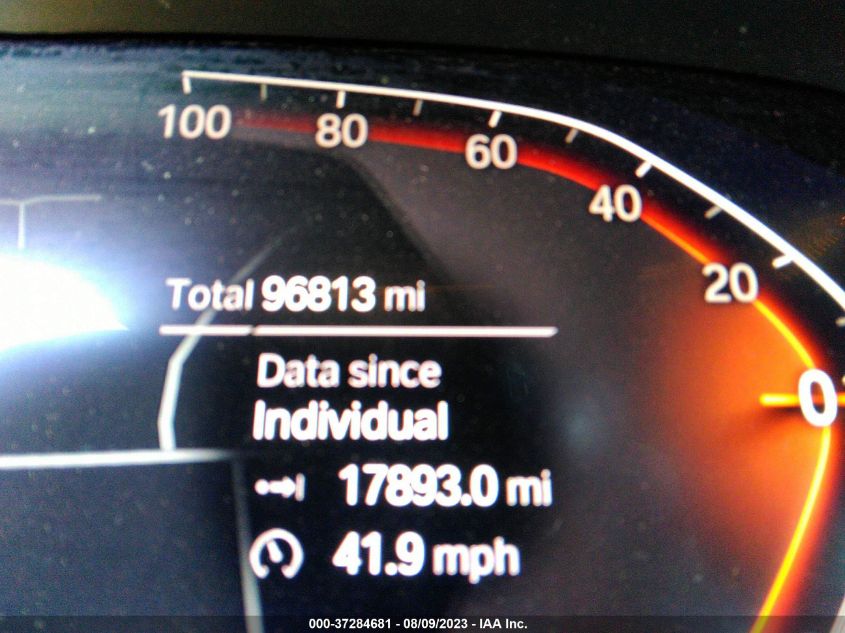 100
80
60
40
20
0
Total 96813 mi
Data since
Individual
17893.0 mi
41.9 mph
000-37284681 - 08/09/2023 - IAA Inc.